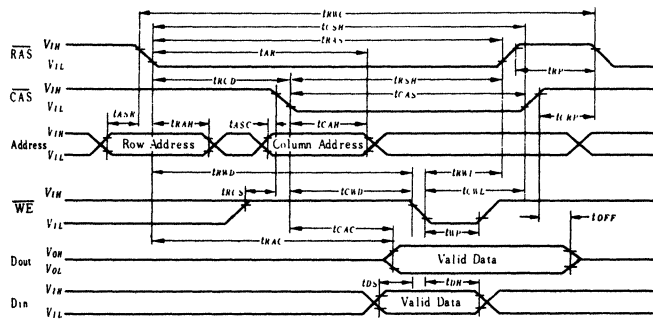 tRWC
tCSH
tRAS
tAR
RAS
VIH
VIL
tRP
tRCD
tRSH
tCAS
CAS
VIH
VIL
tCRP
tASR
tRAH
tASC
tCAH
Address
VIH
VIL
Row Address
Column Address
tRWD
tRWL
tRCS
tCWD
tCWL
WE
VIH
VIL
tWP
tOFF
tCAC
tRAC
Dout
VOH
VOL
Valid Data
tDS
tDH
Din
VIH
VIL
Valid Data